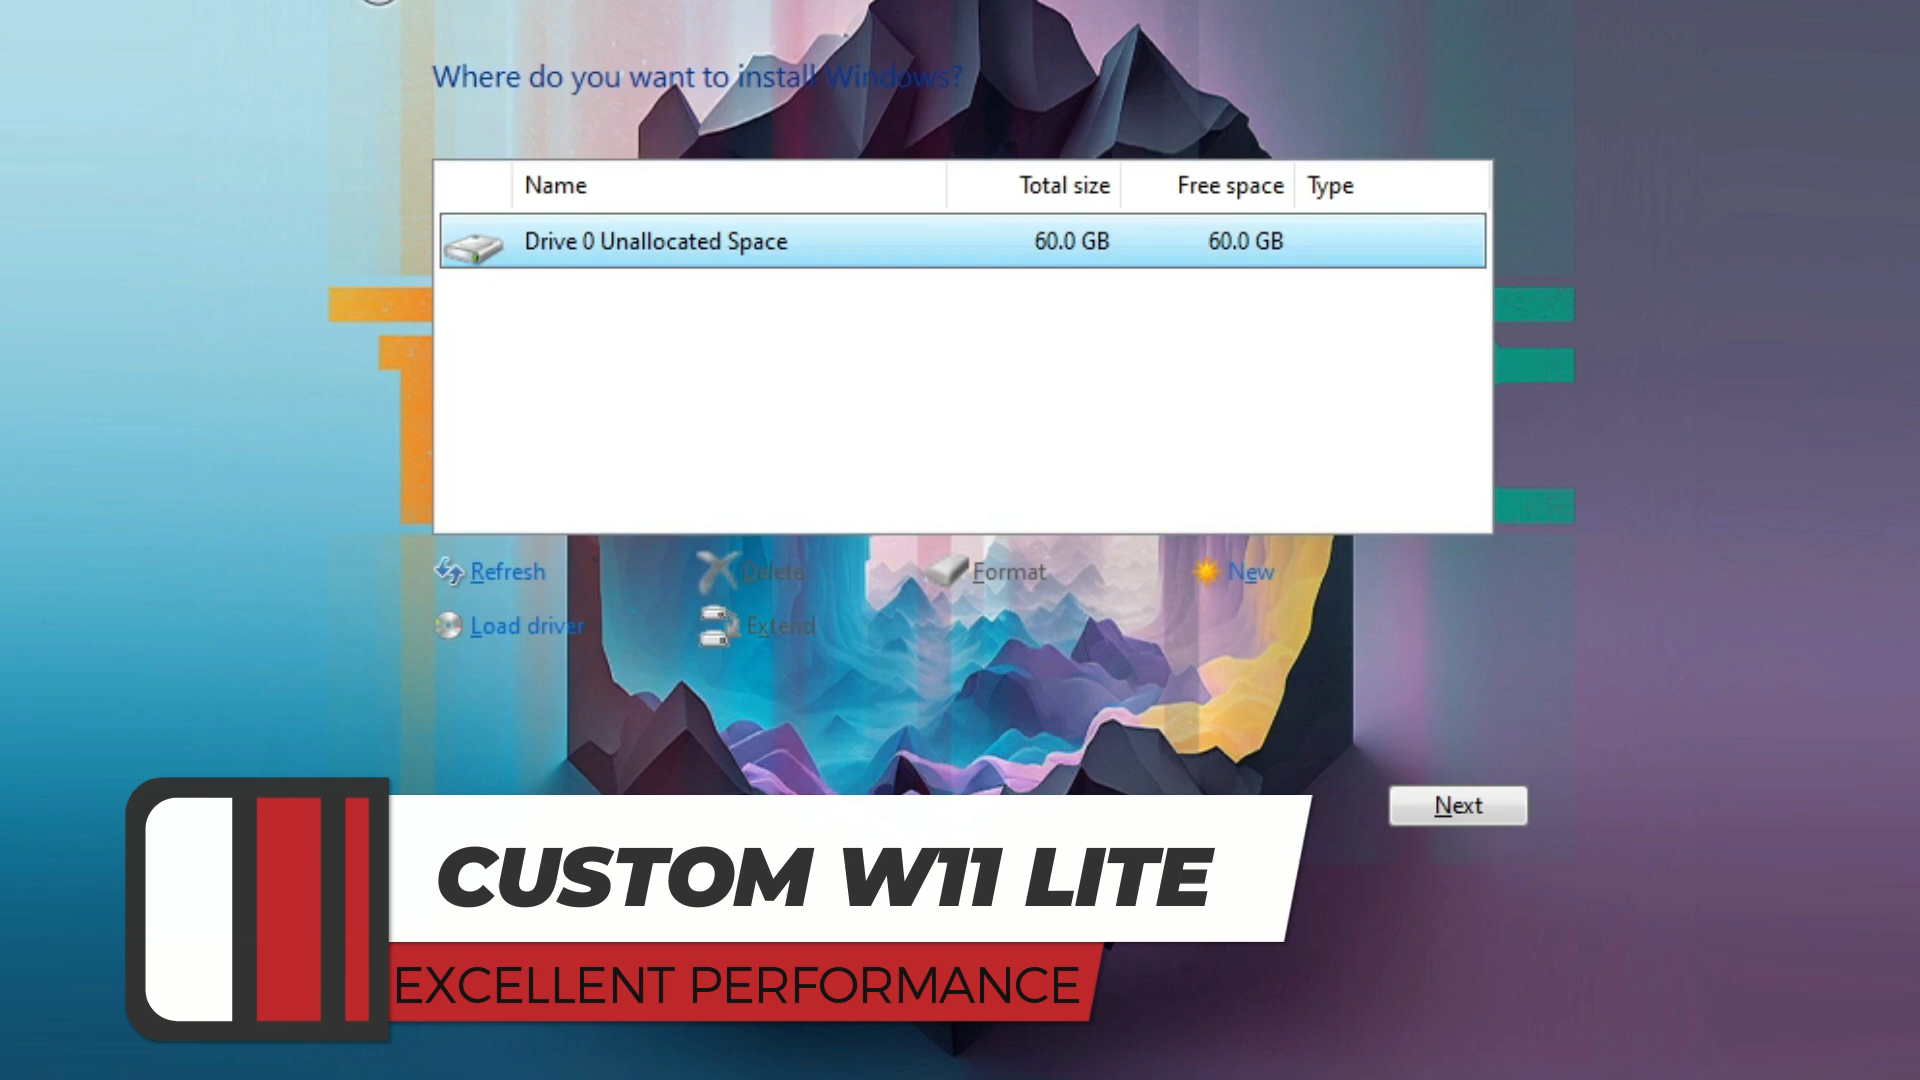 Where do you want to install Windows?
Name Total size Free space Type
Drive 0 Unallocated Space 60.0 GB 60.0 GB
Refresh Delete Format New
Load driver Extend
Next
CUSTOM W11 LITE
EXCELLENT PERFORMANCE